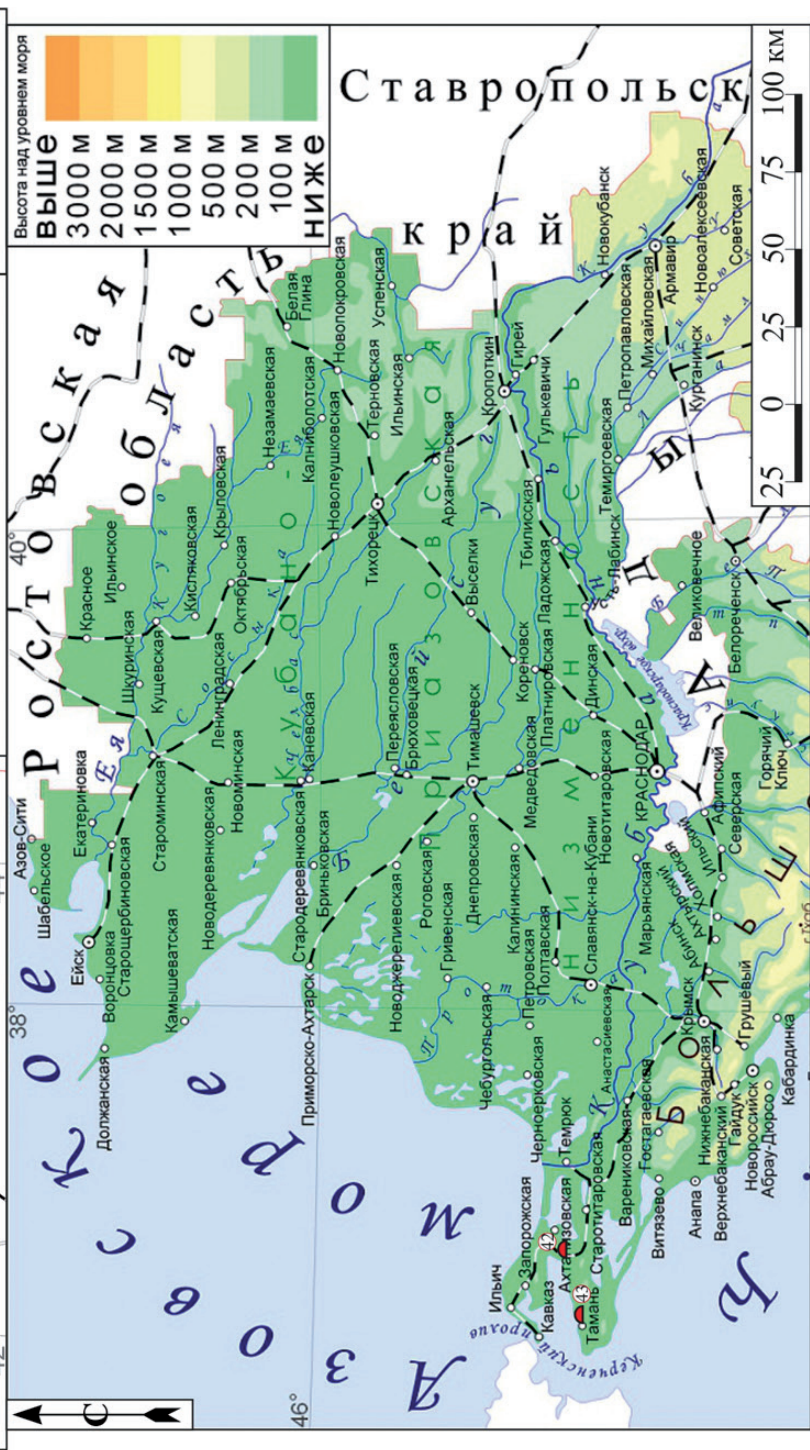 Высота над уровнем моря
ВЫШЕ
3000 м
2000 м
1500 м
1000 м
500 м
200 м
100 м
НИЖЕ
С
38°
40°
46°
Ростовская
область
Ставропольск
край
Азовское
море
Керченский пролив
Кубано-
Приазовская
низменность
Азов-Сити
Шабельское
Екатериновка
Ейск
Воронцовка
Старощербиновская
Должанская
Камышеватская
Новодеревянковская
Староминская
Новоминская
Шкуринская
Кущевская
Красное
Ильинское
Кисляковская
Крыловская
Октябрьская
Ленинградская
Незамаевская
Калниболотская
Новолеушковская
Белая
Глина
Новопокровская
Терновская
Ильинская
Успенская
Ея
Кугоея
Сосыка
Челбас
Каневская
Стародеревянковская
Бриньковская
Приморско-Ахтарск
Переясловская
Брюховецкая
Новоджерелиевская
Роговская
Гривенская
Тимашевск
Днепровская
Медведовская
Калининская
Полтавская
Петровская
Чебургольская
Черноерковская
Анастасиевская
Славянск-на-Кубани
Новотитаровская
Платнировская
Динская
Кореновск
Выселки
Тихорецк
Архангельская
Кропоткин
Гирей
Гулькевичи
Тбилисская
Ладожская
Усть-Лабинск
Темиргоевская
Петропавловская
Михайловская
Курганинск
Новокубанск
Армавир
Новоалексеевская
Советская
КРАСНОДАР
Краснодарское вдхр.
Марьянская
Великовечное
Белореченск
Афипский
Северская
Ильский
Холмская
Ахтырский
Абинск
Крымск
Горячий
Ключ
Нижнебаканская
Грушёвый
Гайдук
Верхнебаканский
Новороссийск
Абрау-Дюрсо
Кабардинка
Гостагаевская
Варениковская
Витязево
Анапа
Темрюк
Старотитаровская
Ахтанизовская
42
Запорожская
Ильич
Кавказ
Тамань
43
25
0
25
50
75
100 км